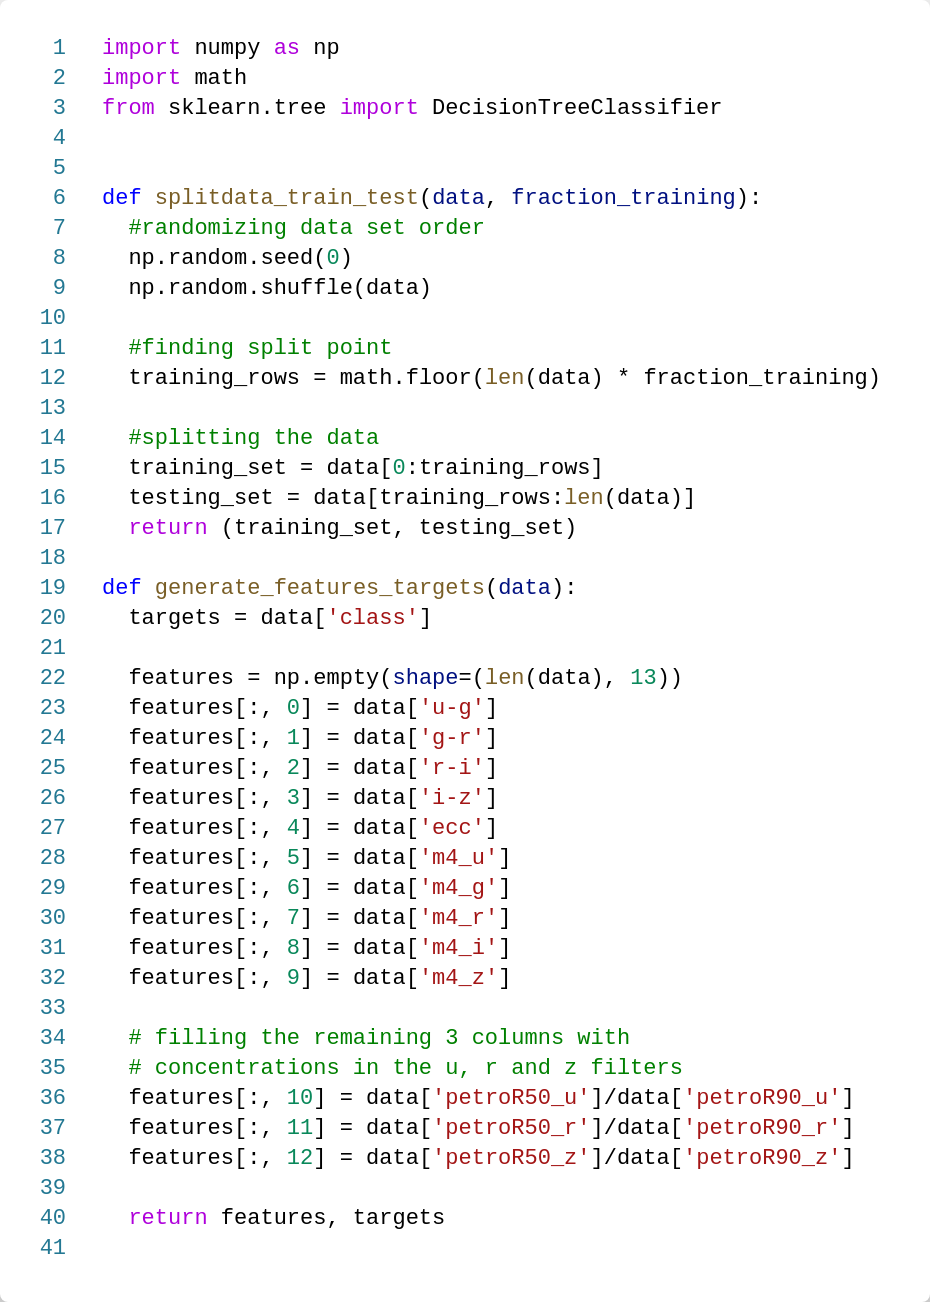 1 import numpy as np
2 import math
3 from sklearn.tree import DecisionTreeClassifier
4
5
6 def splitdata_train_test(data, fraction_training):
7   #randomizing data set order
8   np.random.seed(0)
9   np.random.shuffle(data)
10
11   #finding split point
12   training_rows = math.floor(len(data) * fraction_training)
13
14   #splitting the data
15   training_set = data[0:training_rows]
16   testing_set = data[training_rows:len(data)]
17   return (training_set, testing_set)
18
19 def generate_features_targets(data):
20   targets = data['class']
21
22   features = np.empty(shape=(len(data), 13))
23   features[:, 0] = data['u-g']
24   features[:, 1] = data['g-r']
25   features[:, 2] = data['r-i']
26   features[:, 3] = data['i-z']
27   features[:, 4] = data['ecc']
28   features[:, 5] = data['m4_u']
29   features[:, 6] = data['m4_g']
30   features[:, 7] = data['m4_r']
31   features[:, 8] = data['m4_i']
32   features[:, 9] = data['m4_z']
33
34   # filling the remaining 3 columns with
35   # concentrations in the u, r and z filters
36   features[:, 10] = data['petroR50_u']/data['petroR90_u']
37   features[:, 11] = data['petroR50_r']/data['petroR90_r']
38   features[:, 12] = data['petroR50_z']/data['petroR90_z']
39
40   return features, targets
41